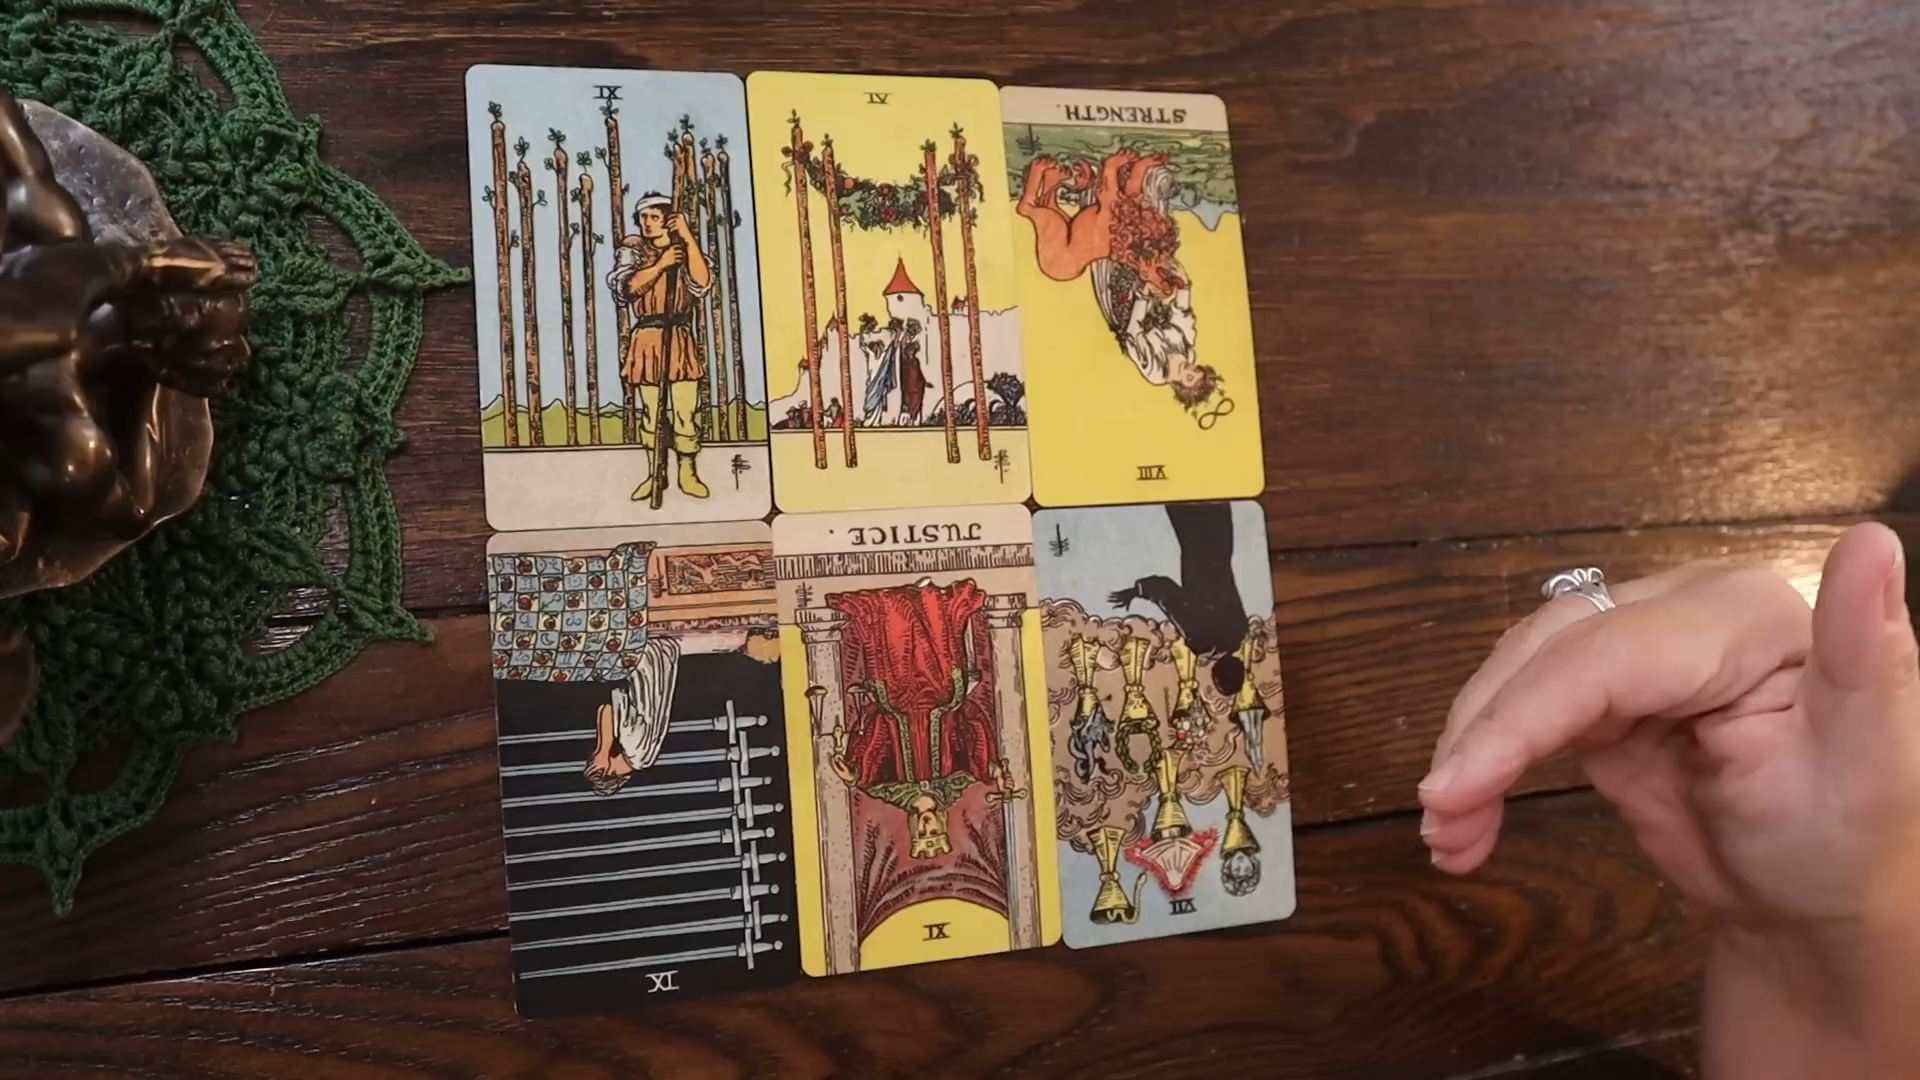 IX
IV
STRENGTH.
VIII
IX
JUSTICE.
XI
VII